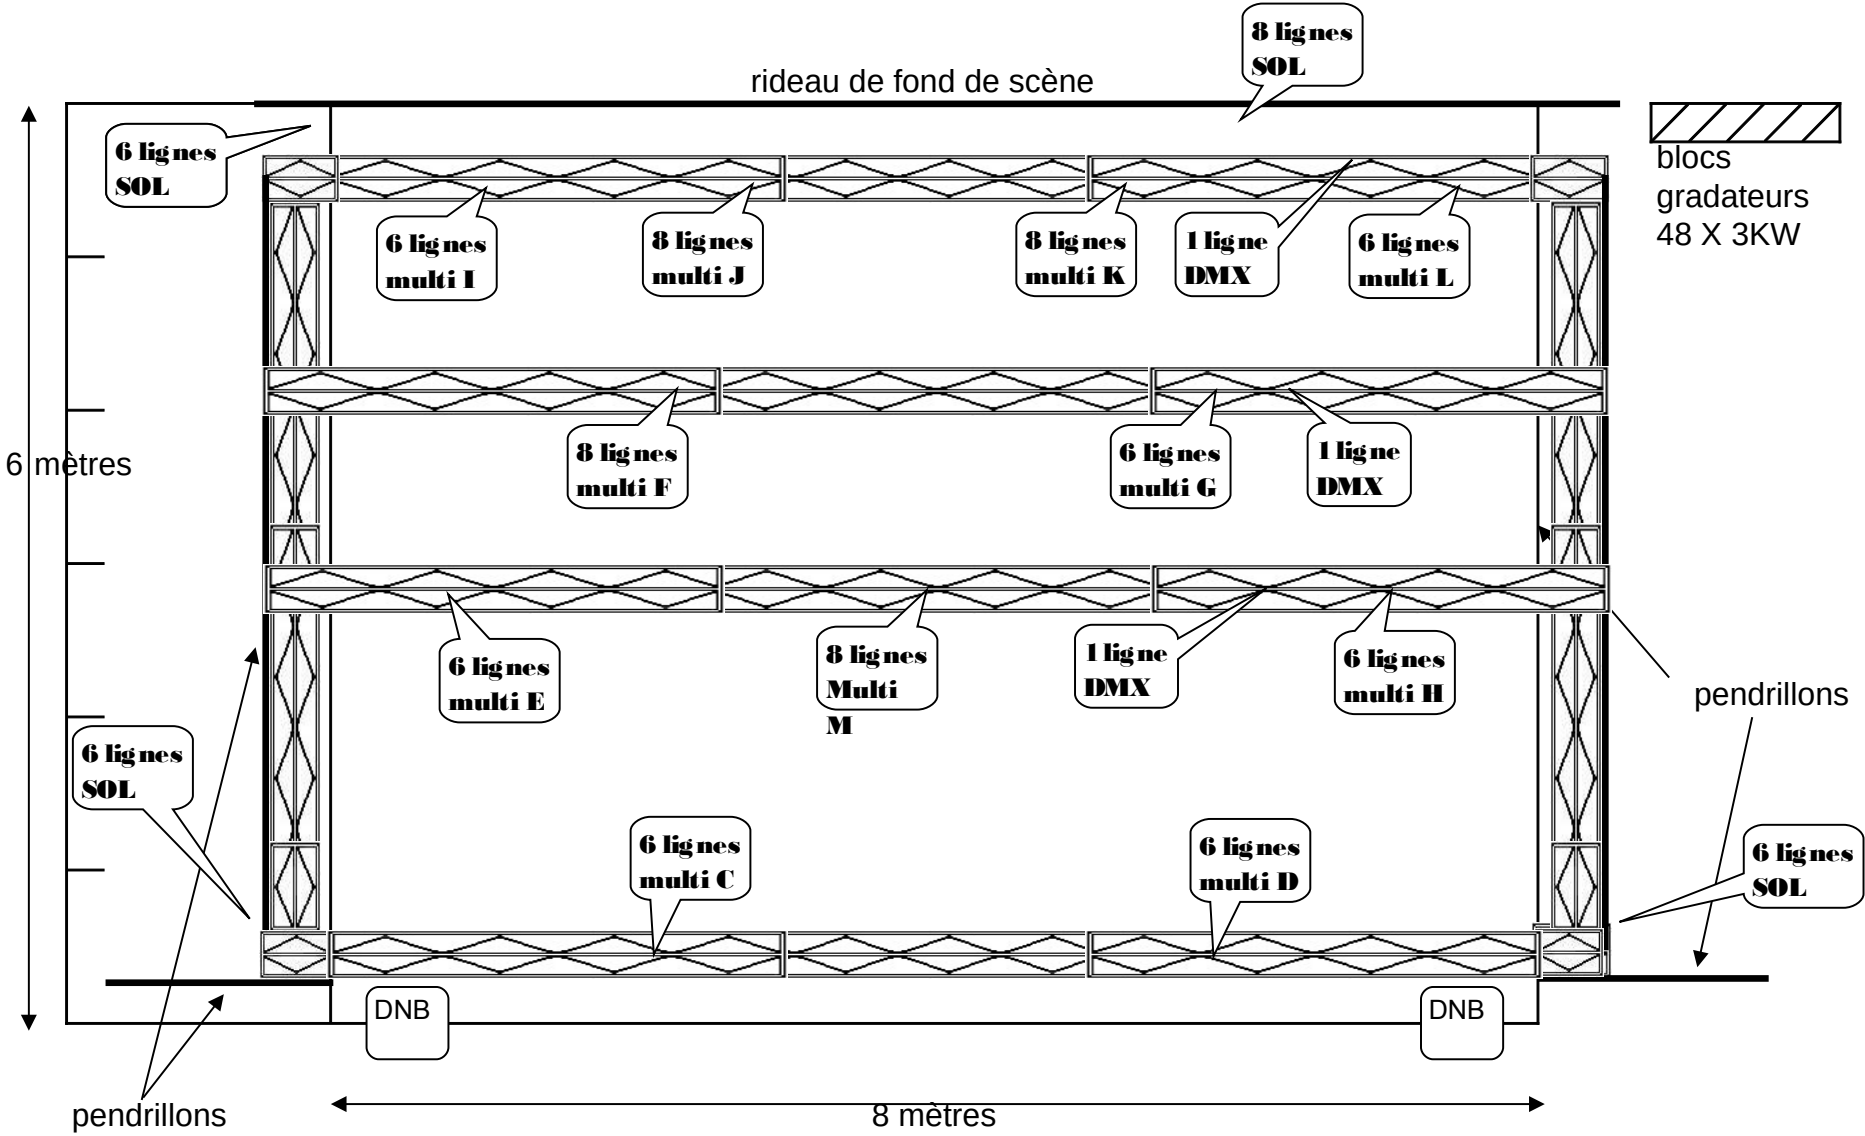 8 lignes
SOL
rideau de fond de scène
6 lignes
SOL
blocs
gradateurs
48 X 3KW
6 lignes
multi I
8 lignes
multi J
8 lignes
multi K
1 ligne
DMX
6 lignes
multi L
6 mètres
8 lignes
multi F
6 lignes
multi G
1 ligne
DMX
6 lignes
multi E
8 lignes
Multi
M
1 ligne
DMX
6 lignes
multi H
pendrillons
6 lignes
SOL
6 lignes
multi C
6 lignes
multi D
6 lignes
SOL
DNB
DNB
pendrillons
8 mètres